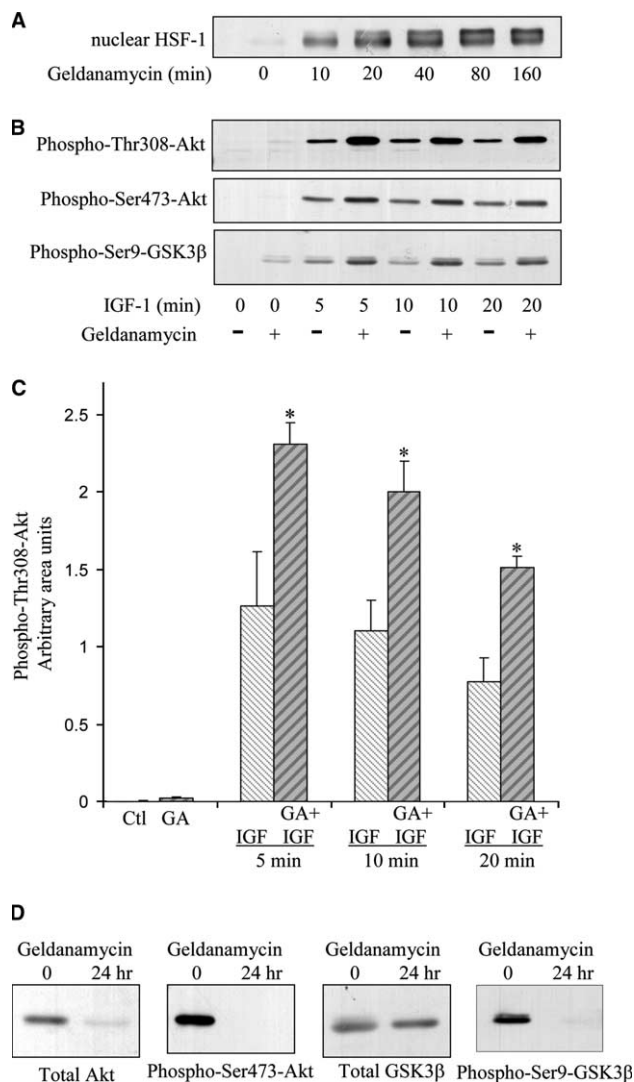 A
nuclear HSF-1
Geldanamycin (min) 0 10 20 40 80 160
B
Phospho-Thr308-Akt
Phospho-Ser473-Akt
Phospho-Ser9-GSK3β
IGF-1 (min) 0 0 5 5 10 10 20 20
Geldanamycin - + - + - + - +
C
Phospho-Thr308-Akt
Arbitrary area units
2.5
2
1.5
1
0.5
0
* * *
Ctl GA
IGF GA+ IGF
5 min
IGF GA+ IGF
10 min
IGF GA+ IGF
20 min
D
Geldanamycin
0 24 hr
Total Akt
Geldanamycin
0 24 hr
Phospho-Ser473-Akt
Geldanamycin
0 24 hr
Total GSK3β
Geldanamycin
0 24 hr
Phospho-Ser9-GSK3β